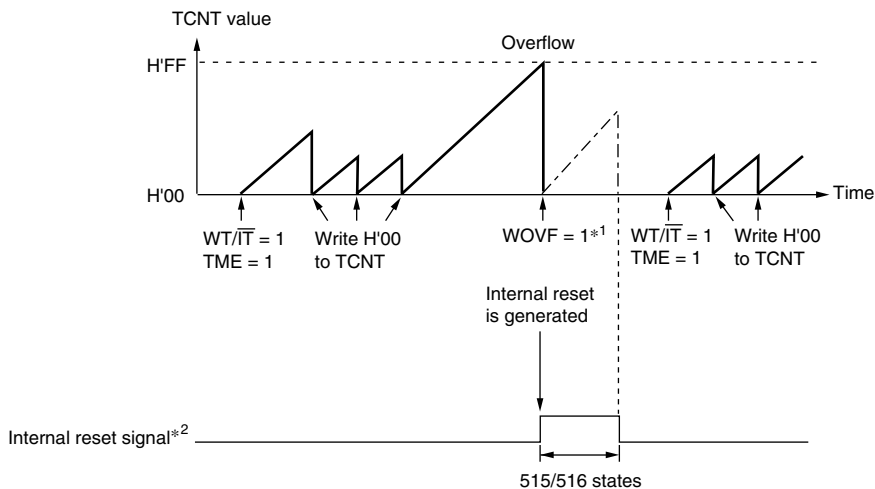 TCNT value
Overflow
H'FF
H'00
Time
WT/IT = 1
TME = 1
Write H'00
to TCNT
WOVF = 1*1
WT/IT = 1
TME = 1
Write H'00
to TCNT
Internal reset
is generated
Internal reset signal*2
515/516 states